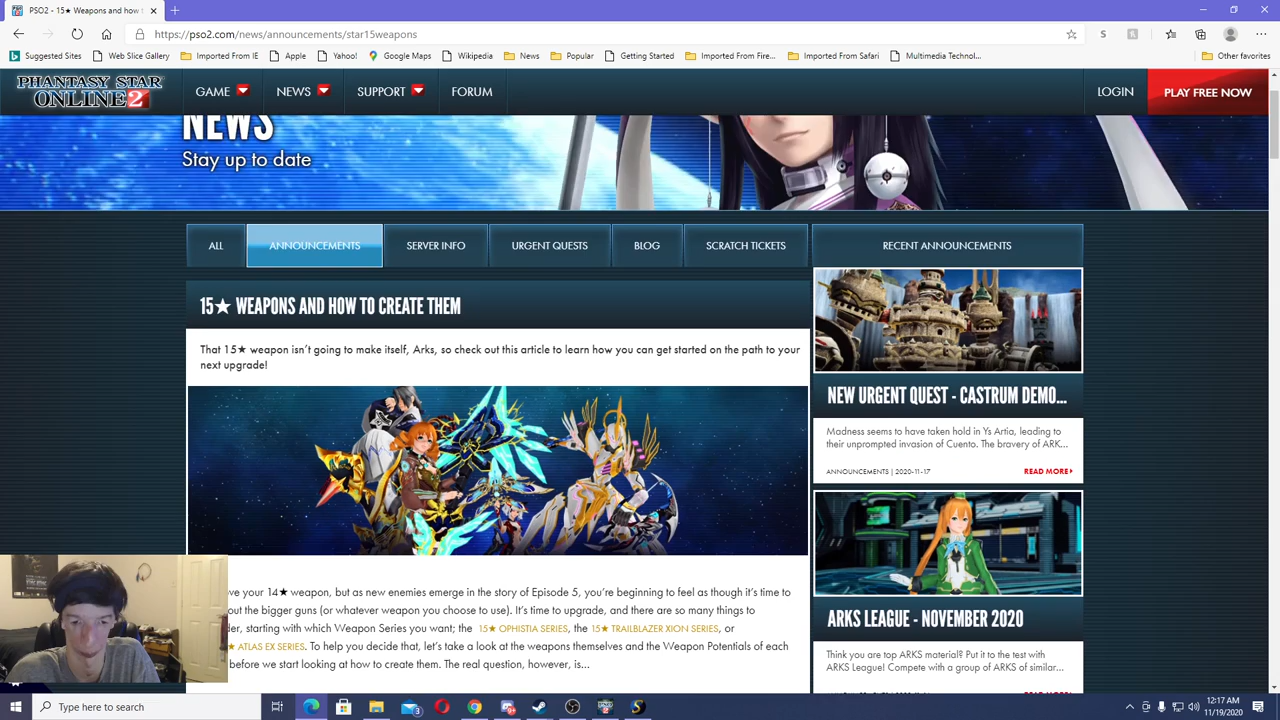 PSO2 - 15★ Weapons and how t
https://pso2.com/news/announcements/star15weapons
Suggested Sites
Web Slice Gallery
Imported From IE
Apple
Yahoo!
Google Maps
Wikipedia
News
Popular
Getting Started
Imported From Fire...
Imported From Safari
Multimedia Technol...
Other favorites
PHANTASY STAR
ONLINE 2
GAME
NEWS
SUPPORT
FORUM
LOGIN
PLAY FREE NOW
NEWS
Stay up to date
ALL
ANNOUNCEMENTS
SERVER INFO
URGENT QUESTS
BLOG
SCRATCH TICKETS
RECENT ANNOUNCEMENTS
15★ WEAPONS AND HOW TO CREATE THEM
That 15★ weapon isn't going to make itself, Arks, so check out this article to learn how you can get started on the path to your
next upgrade!
ve your 14★ weapon, but as new enemies emerge in the story of Episode 5, you're beginning to feel as though it's time to
out the bigger guns (or whatever weapon you choose to use). It's time to upgrade, and there are so many things to
der, starting with which Weapon Series you want; the 15★ OPHISTIA SERIES, the 15★ TRAILBLAZER XION SERIES, or
★ ATLAS EX SERIES. To help you decide that, let's take a look at the weapons themselves and the Weapon Potentials of each
before we start looking at how to create them. The real question, however, is...
NEW URGENT QUEST - CASTRUM DEMO...
Madness seems to have taken hold in Ys Artia, leading to
their unprompted invasion of Cuento. The bravery of ARK...
ANNOUNCEMENTS | 2020-11-17
READ MORE
ARKS LEAGUE - NOVEMBER 2020
Think you are top ARKS material? Put it to the test with
ARKS League! Compete with a group of ARKS of similar...
Type here to search
3
12:17 AM
11/19/2020